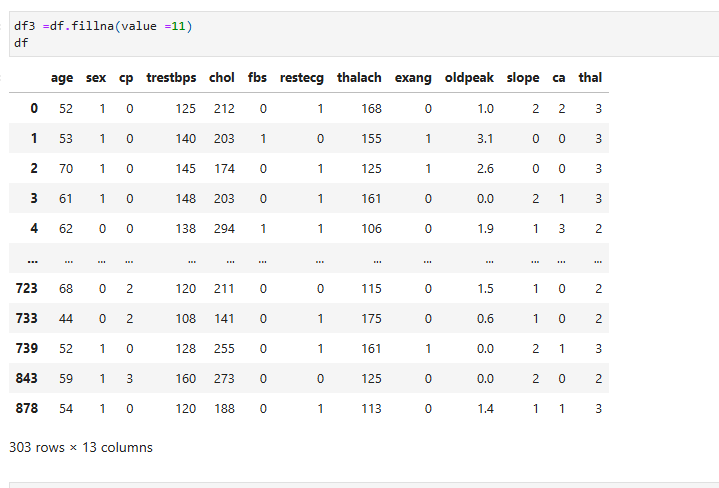 df3 =df.fillna(value =11)
df
age sex cp trestbps chol fbs restecg thalach exang oldpeak slope ca thal
0 52 1 0 125 212 0 1 168 0 1.0 2 2 3
1 53 1 0 140 203 1 0 155 1 3.1 0 0 3
2 70 1 0 145 174 0 1 125 1 2.6 0 0 3
3 61 1 0 148 203 0 1 161 0 0.0 2 1 3
4 62 0 0 138 294 1 1 106 0 1.9 1 3 2
... ... ... ... ... ... ... ... ... ... ... ... ... ...
723 68 0 2 120 211 0 0 115 0 1.5 1 0 2
733 44 0 2 108 141 0 1 175 0 0.6 1 0 2
739 52 1 0 128 255 0 1 161 1 0.0 2 1 3
843 59 1 3 160 273 0 0 125 0 0.0 2 0 2
878 54 1 0 120 188 0 1 113 0 1.4 1 1 3
303 rows × 13 columns